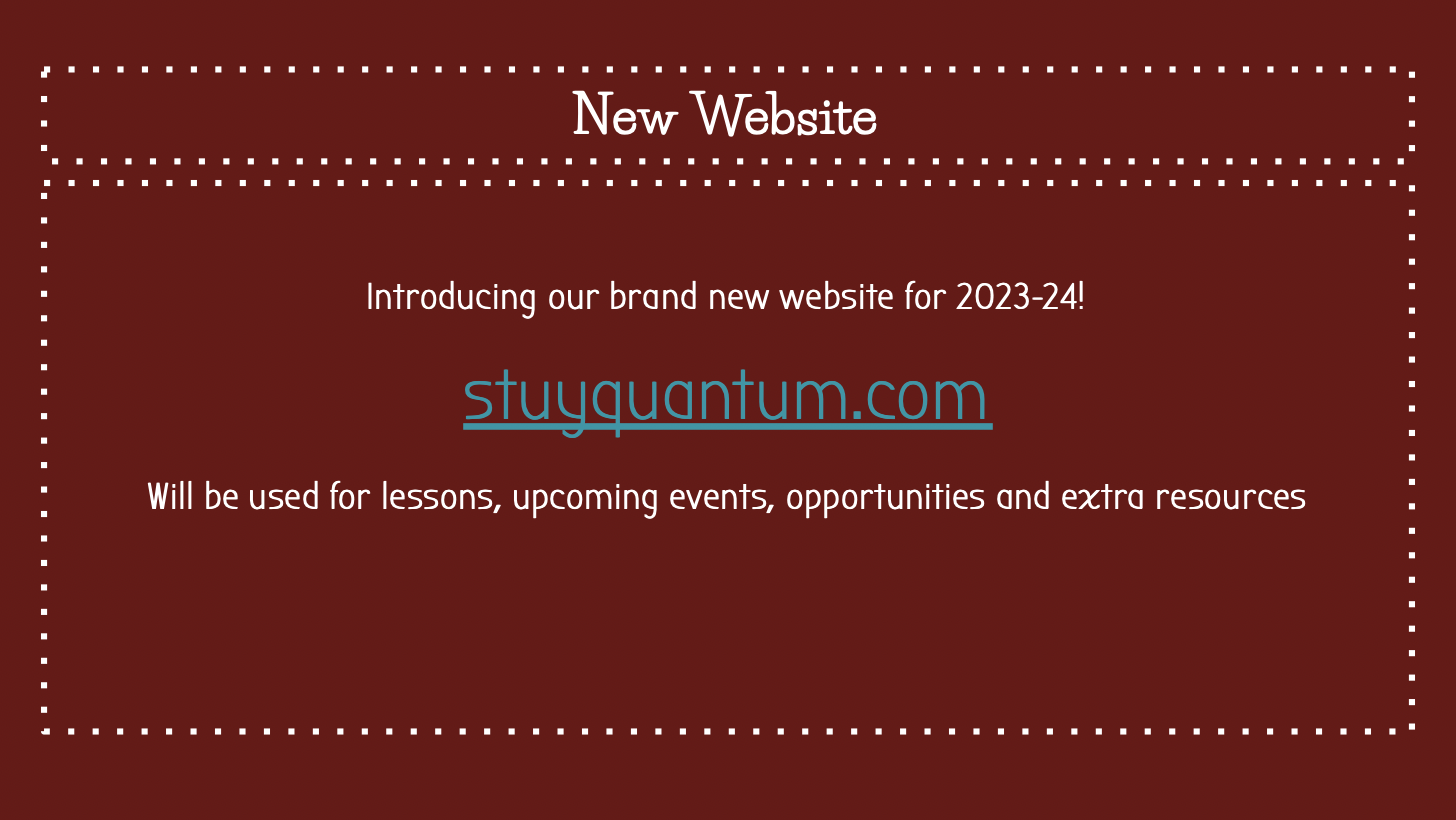 New Website
Introducing our brand new website for 2023-24!
stuyquantum.com
Will be used for lessons, upcoming events, opportunities and extra resources